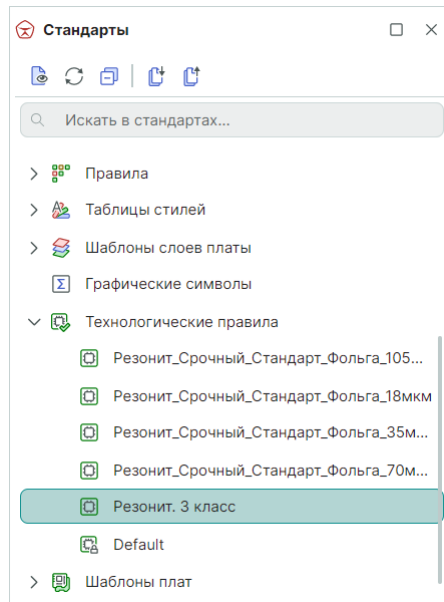 Стандарты
Искать в стандартах...
Правила
Таблицы стилей
Шаблоны слоев платы
Графические символы
Технологические правила
Резонит_Срочный_Стандарт_Фольга_105...
Резонит_Срочный_Стандарт_Фольга_18мкм
Резонит_Срочный_Стандарт_Фольга_35м...
Резонит_Срочный_Стандарт_Фольга_70м...
Резонит. 3 класс
Default
Шаблоны плат